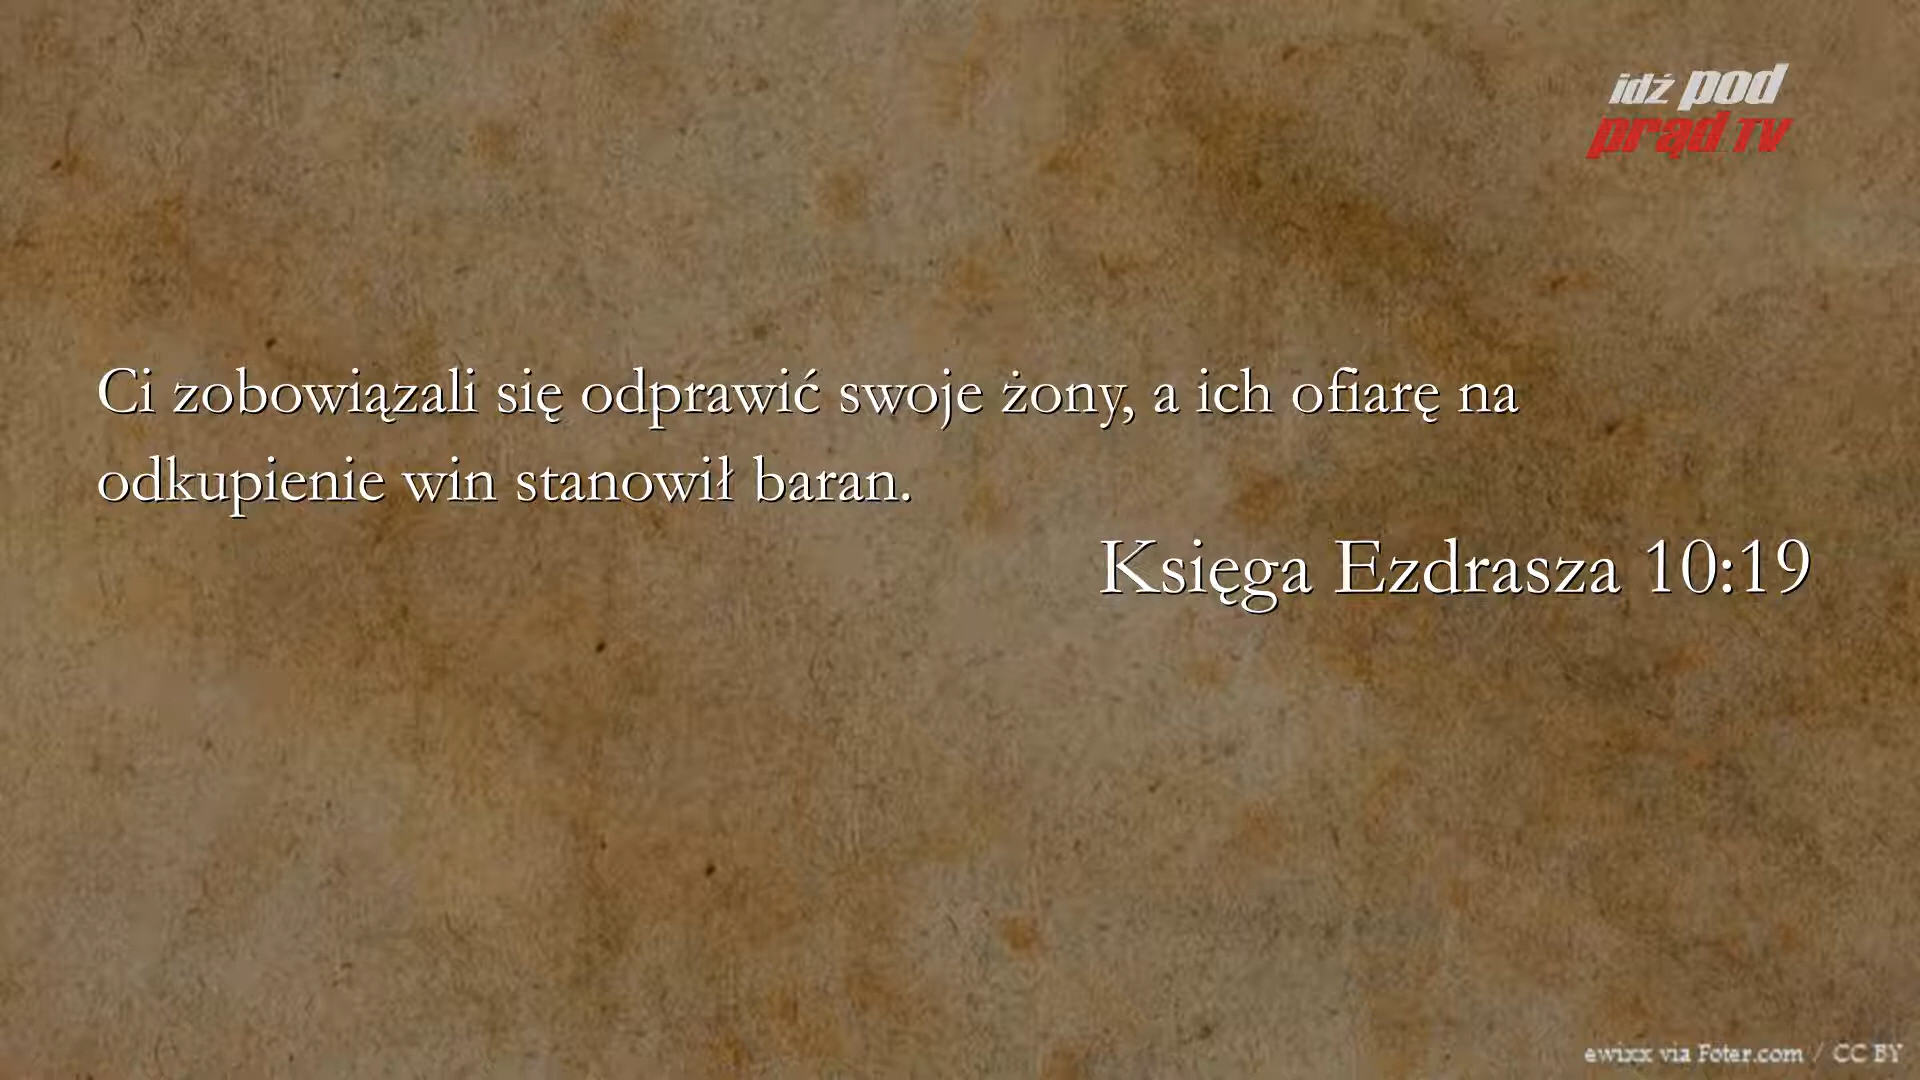 idź pod
prąd TV
Ci zobowiązali się odprawić swoje żony, a ich ofiarę na
odkupienie win stanowił baran.
Księga Ezdrasza 10:19
ewixx via Foter.com / CC BY